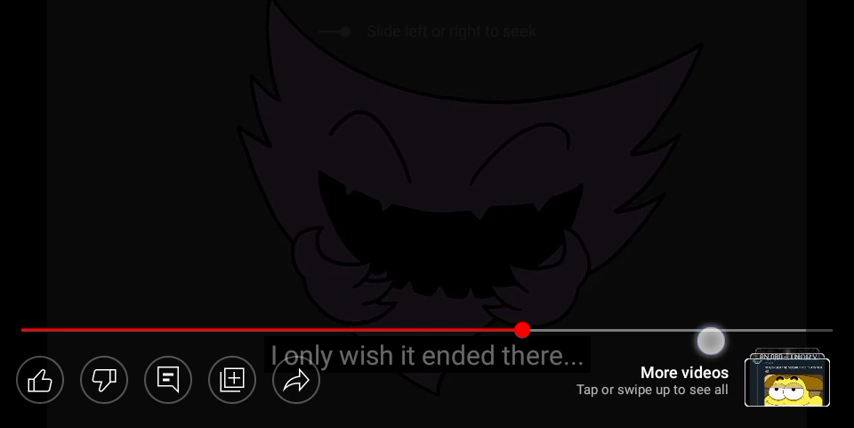 Slide left or right to seek
I only wish it ended there...
More videos
Tap or swipe up to see all